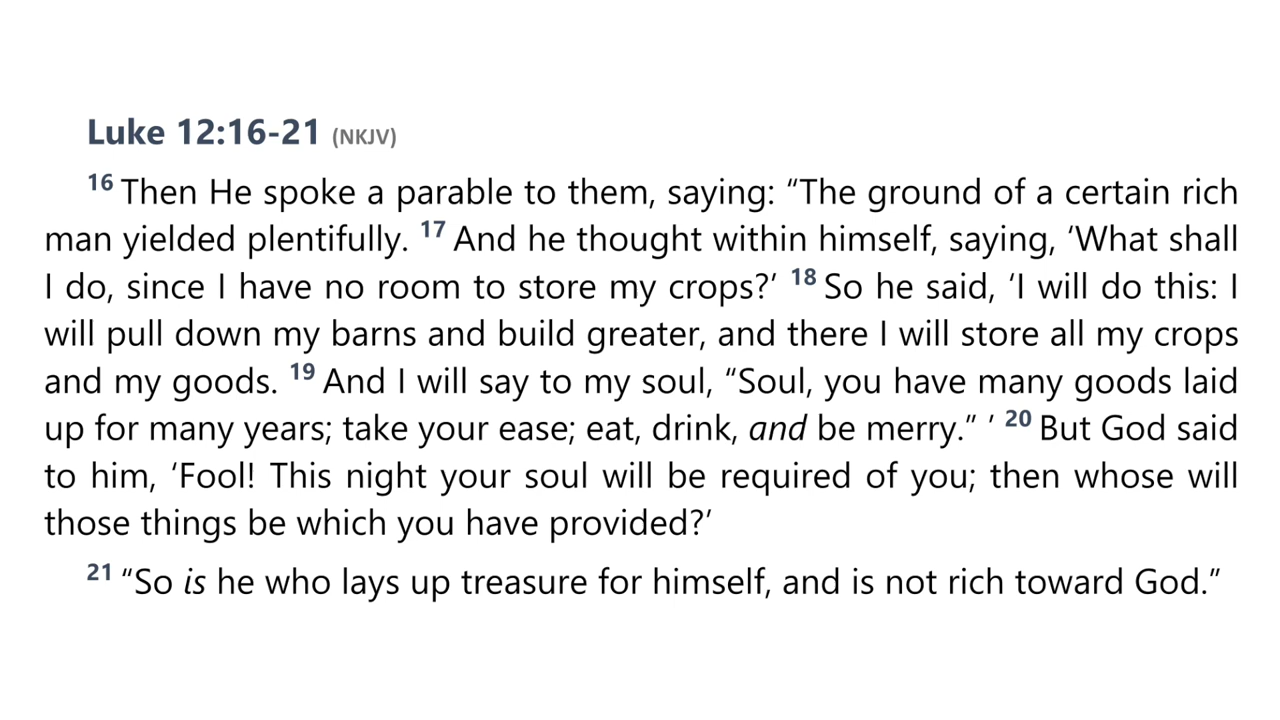 Luke 12:16-21 (NKJV)
16 Then He spoke a parable to them, saying: “The ground of a certain rich
man yielded plentifully. 17 And he thought within himself, saying, ‘What shall
I do, since I have no room to store my crops?’ 18 So he said, ‘I will do this: I
will pull down my barns and build greater, and there I will store all my crops
and my goods. 19 And I will say to my soul, “Soul, you have many goods laid
up for many years; take your ease; eat, drink, and be merry.” ’ 20 But God said
to him, ‘Fool! This night your soul will be required of you; then whose will
those things be which you have provided?’
21 “So is he who lays up treasure for himself, and is not rich toward God.”